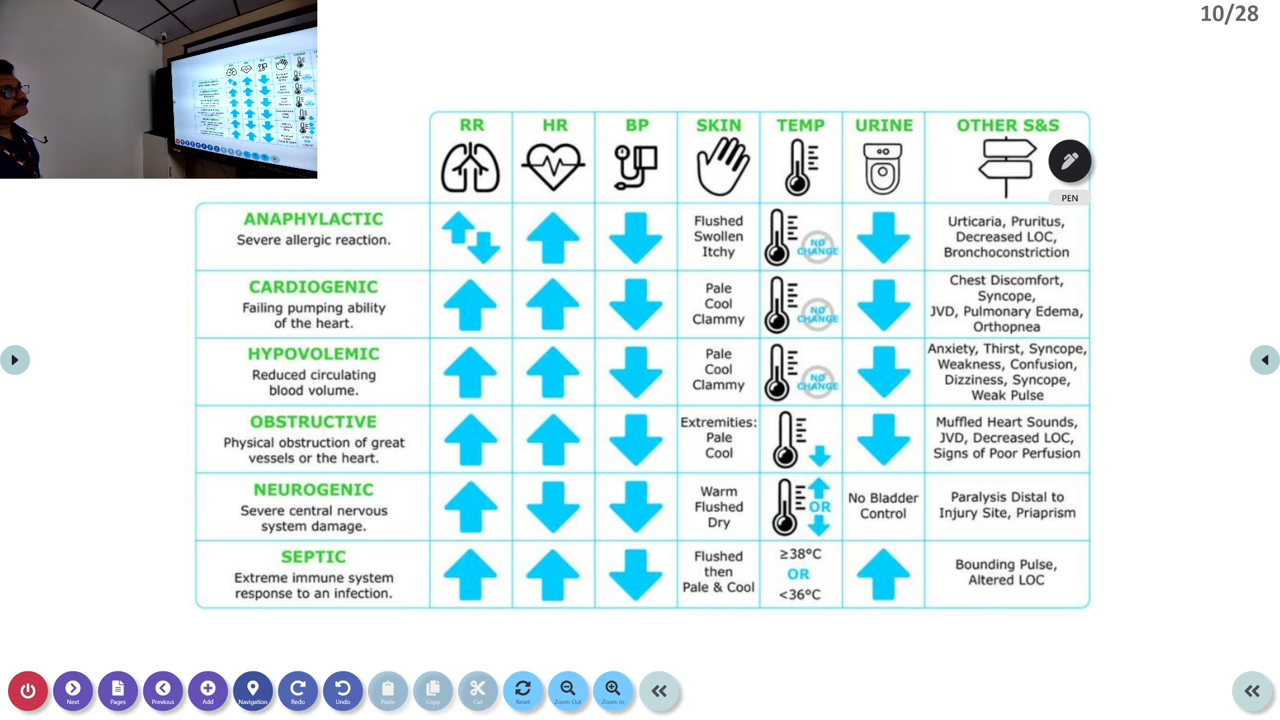 10/28
RR HR BP SKIN TEMP URINE OTHER S&S
PEN
ANAPHYLACTIC
Severe allergic reaction.
Flushed
Swollen
Itchy
NO
CHANGE
Urticaria, Pruritus,
Decreased LOC,
Bronchoconstriction
CARDIOGENIC
Failing pumping ability
of the heart.
Pale
Cool
Clammy
NO
CHANGE
Chest Discomfort,
Syncope,
JVD, Pulmonary Edema,
Orthopnea
HYPOVOLEMIC
Reduced circulating
blood volume.
Pale
Cool
Clammy
NO
CHANGE
Anxiety, Thirst, Syncope,
Weakness, Confusion,
Dizziness, Syncope,
Weak Pulse
OBSTRUCTIVE
Physical obstruction of great
vessels or the heart.
Extremities:
Pale
Cool
Muffled Heart Sounds,
JVD, Decreased LOC,
Signs of Poor Perfusion
NEUROGENIC
Severe central nervous
system damage.
Warm
Flushed
Dry
OR
No Bladder
Control
Paralysis Distal to
Injury Site, Priaprism
SEPTIC
Extreme immune system
response to an infection.
Flushed
then
Pale & Cool
≥38°C
OR
<36°C
Bounding Pulse,
Altered LOC
Next Pages Previous Add Navigation Redo Undo Paste Copy Cut Reset Zoom Out Zoom In